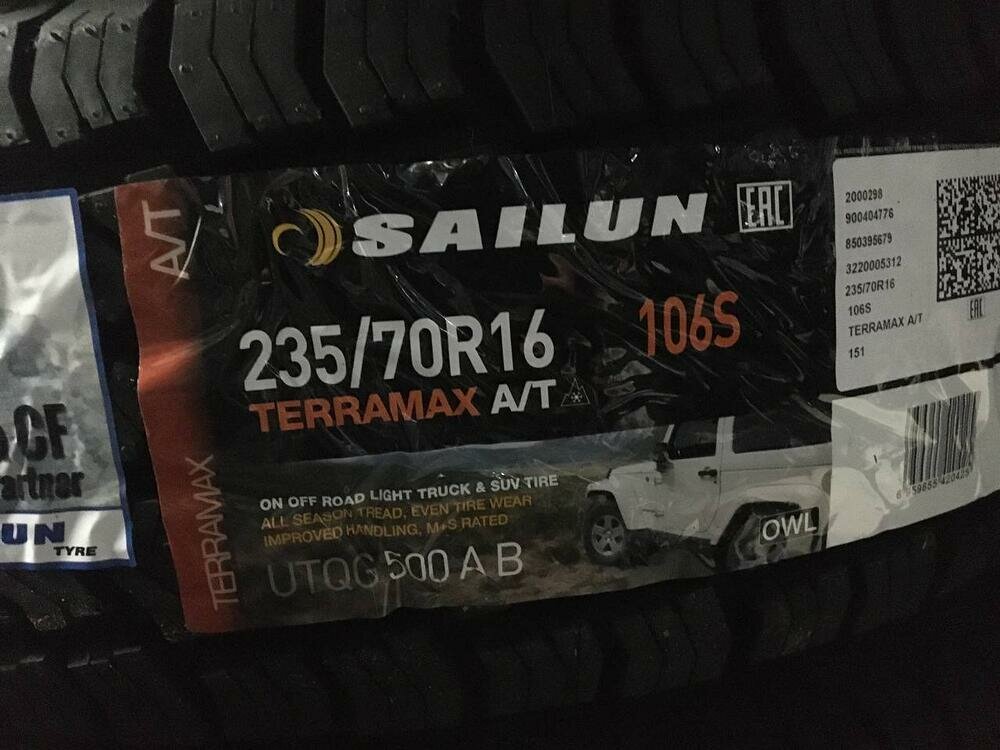 CF
artner
UN
TYRE
A/T
TERRAMAX
SAILUN
EAC
235/70R16
106S
TERRAMAX A/T
ON OFF ROAD LIGHT TRUCK & SUV TIRE
ALL SEASON TREAD, EVEN TIRE WEAR
IMPROVED HANDLING, M+S RATED
UTQG 500 A B
OWL
2000298
900404776
850395679
3220005312
235/70R16
106S
TERRAMAX A/T
151
EAC